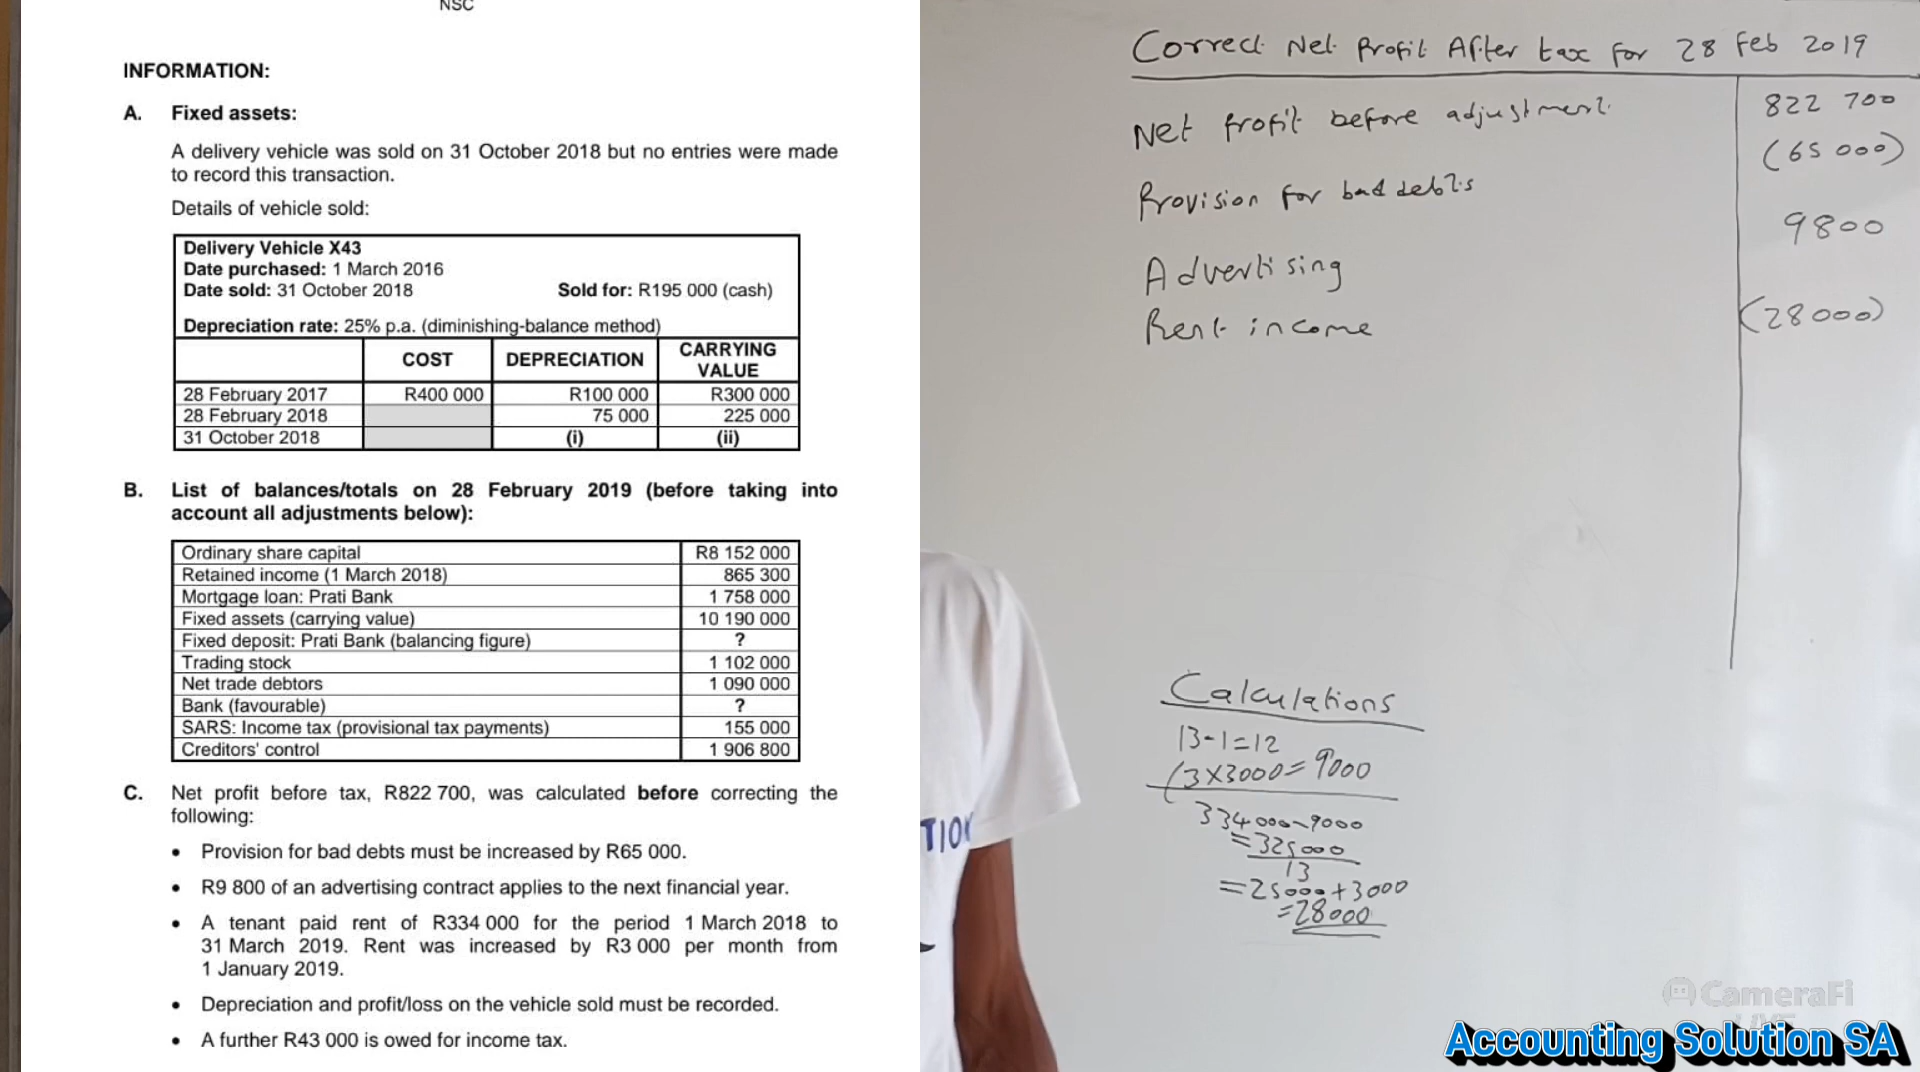 NSC
INFORMATION:
A. Fixed assets:
A delivery vehicle was sold on 31 October 2018 but no entries were made
to record this transaction.
Details of vehicle sold:
Delivery Vehicle X43
Date purchased: 1 March 2016
Date sold: 31 October 2018 Sold for: R195 000 (cash)
Depreciation rate: 25% p.a. (diminishing-balance method)
COST DEPRECIATION CARRYING VALUE
28 February 2017 R400 000 R100 000 R300 000
28 February 2018 75 000 225 000
31 October 2018 (i) (ii)
B. List of balances/totals on 28 February 2019 (before taking into
account all adjustments below):
Ordinary share capital R8 152 000
Retained income (1 March 2018) 865 300
Mortgage loan: Prati Bank 1 758 000
Fixed assets (carrying value) 10 190 000
Fixed deposit: Prati Bank (balancing figure) ?
Trading stock 1 102 000
Net trade debtors 1 090 000
Bank (favourable) ?
SARS: Income tax (provisional tax payments) 155 000
Creditors' control 1 906 800
C. Net profit before tax, R822 700, was calculated before correcting the
following:
• Provision for bad debts must be increased by R65 000.
• R9 800 of an advertising contract applies to the next financial year.
• A tenant paid rent of R334 000 for the period 1 March 2018 to
31 March 2019. Rent was increased by R3 000 per month from
1 January 2019.
• Depreciation and profit/loss on the vehicle sold must be recorded.
• A further R43 000 is owed for income tax.
Correct Net Profit After tax for 28 Feb 2019
Net profit before adjustment 822 700
(65 000)
Provision for bad debts
9800
Advertising
Rent income (28000)
Calculations
13-1=12
(3x3000=9000
334000-9000
=325000
13
=25000+3000
=28000
TION
CameraFi
LIVE
Accounting Solution SA